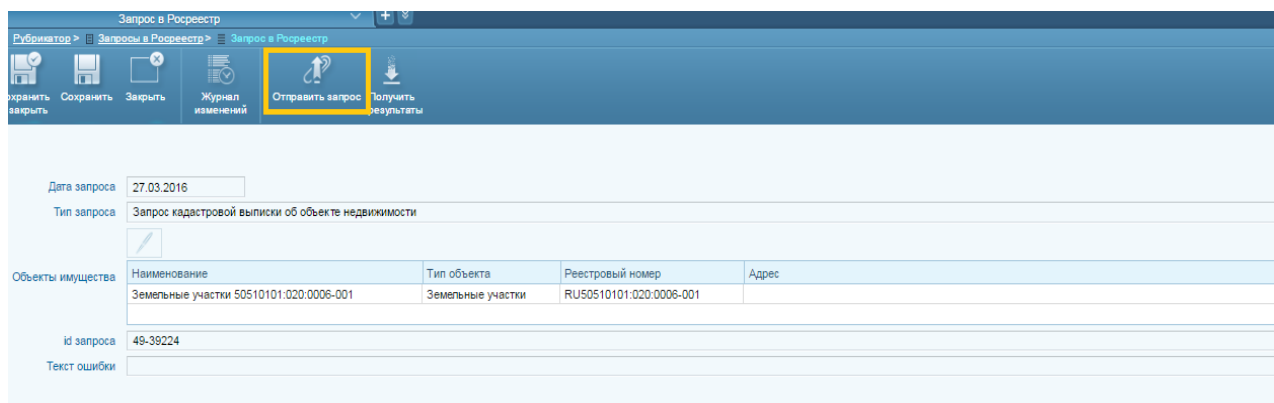 Запрос в Росреестр
Рубрикатор > Запросы в Росреестр > Запрос в Росреестр
охранить закрыть
Сохранить
Закрыть
Журнал изменений
Отправить запрос
Получить результаты
Дата запроса 27.03.2016
Тип запроса Запрос кадастровой выписки об объекте недвижимости
Объекты имущества
Наименование Тип объекта Реестровый номер Адрес
Земельные участки 50510101:020:0006-001 Земельные участки RU50510101:020:0006-001
id запроса 49-39224
Текст ошибки